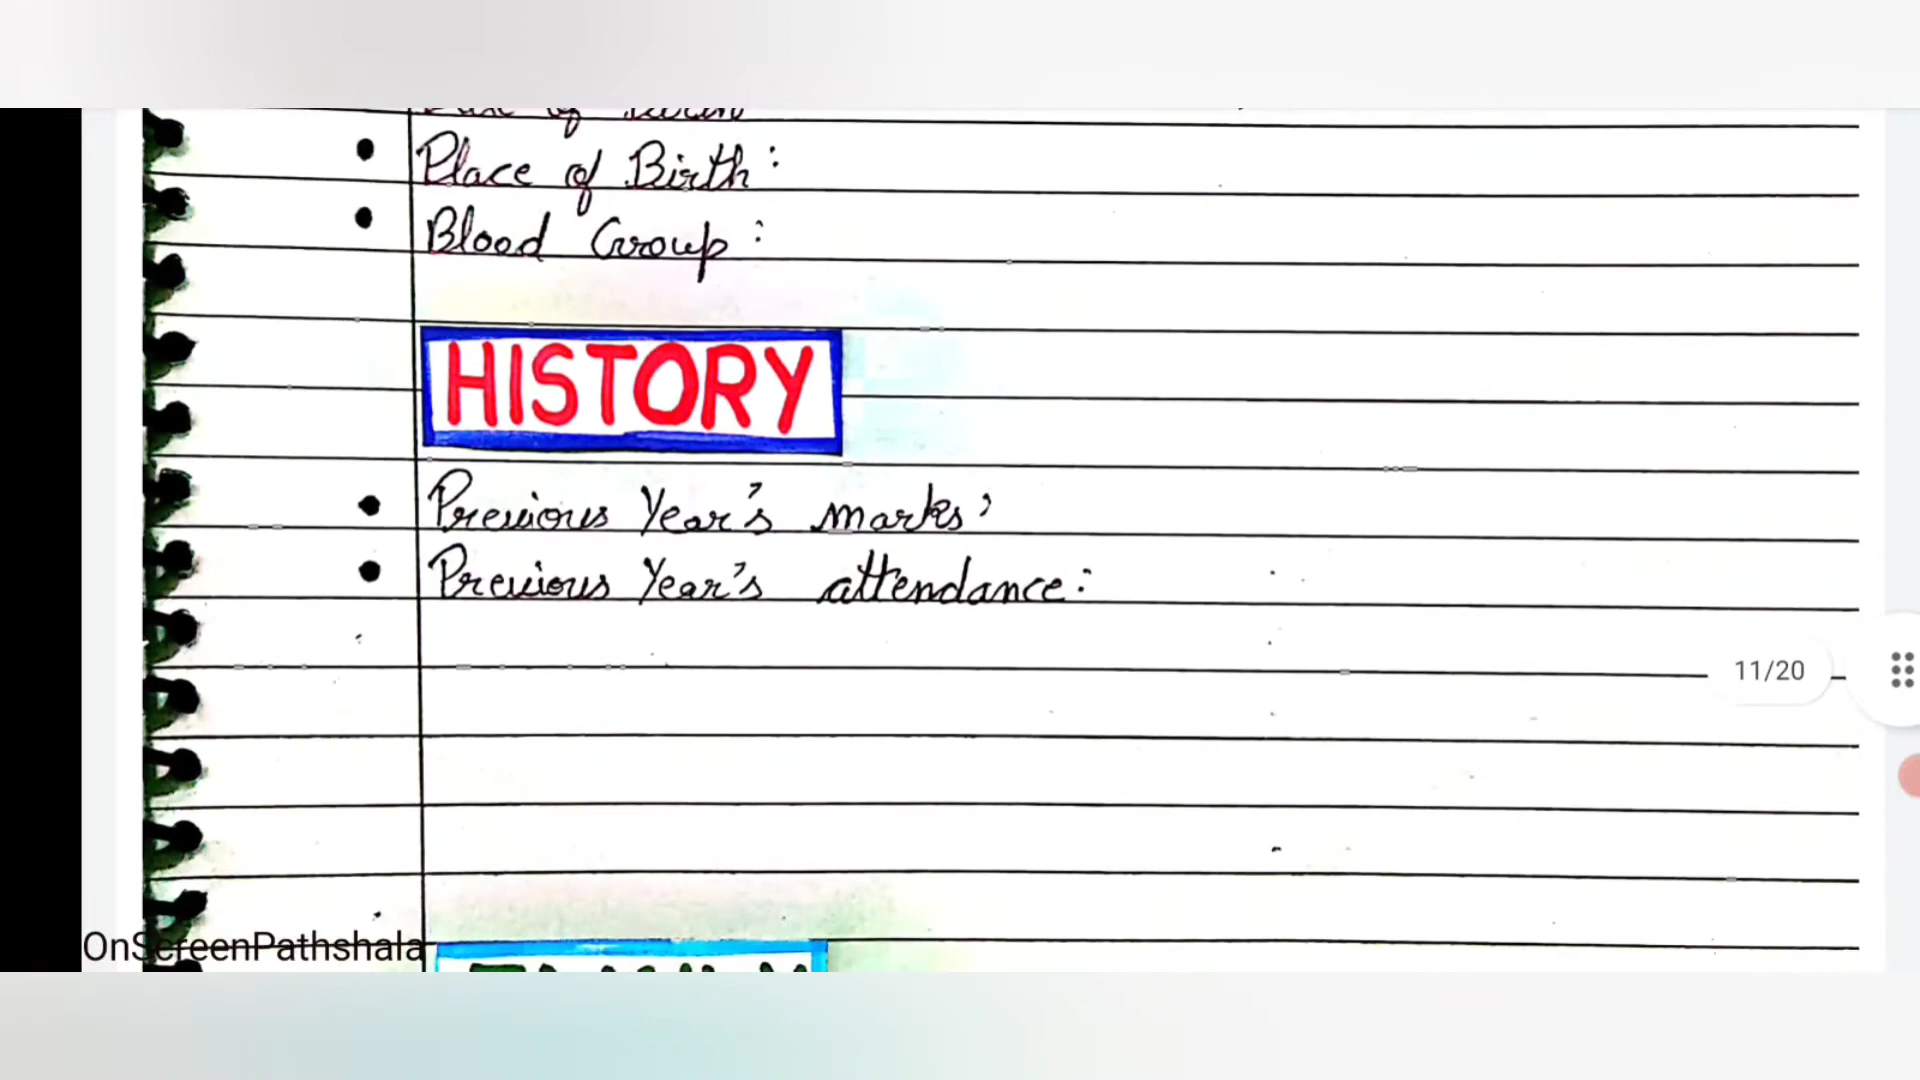 Place of Birth:
Blood Group:
HISTORY
Previous Year's marks:
Previous Year's attendance:
11/20
OnScreenPathshala